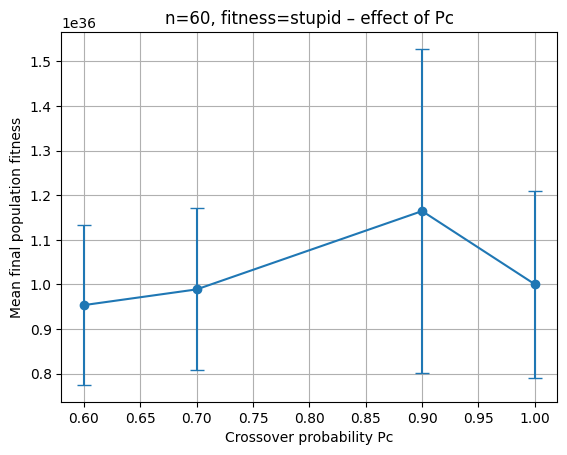 n=60, fitness=stupid – effect of Pc
1e36
1.5
1.4
1.3
1.2
1.1
1.0
0.9
0.8
Mean final population fitness
0.60 0.65 0.70 0.75 0.80 0.85 0.90 0.95 1.00
Crossover probability Pc